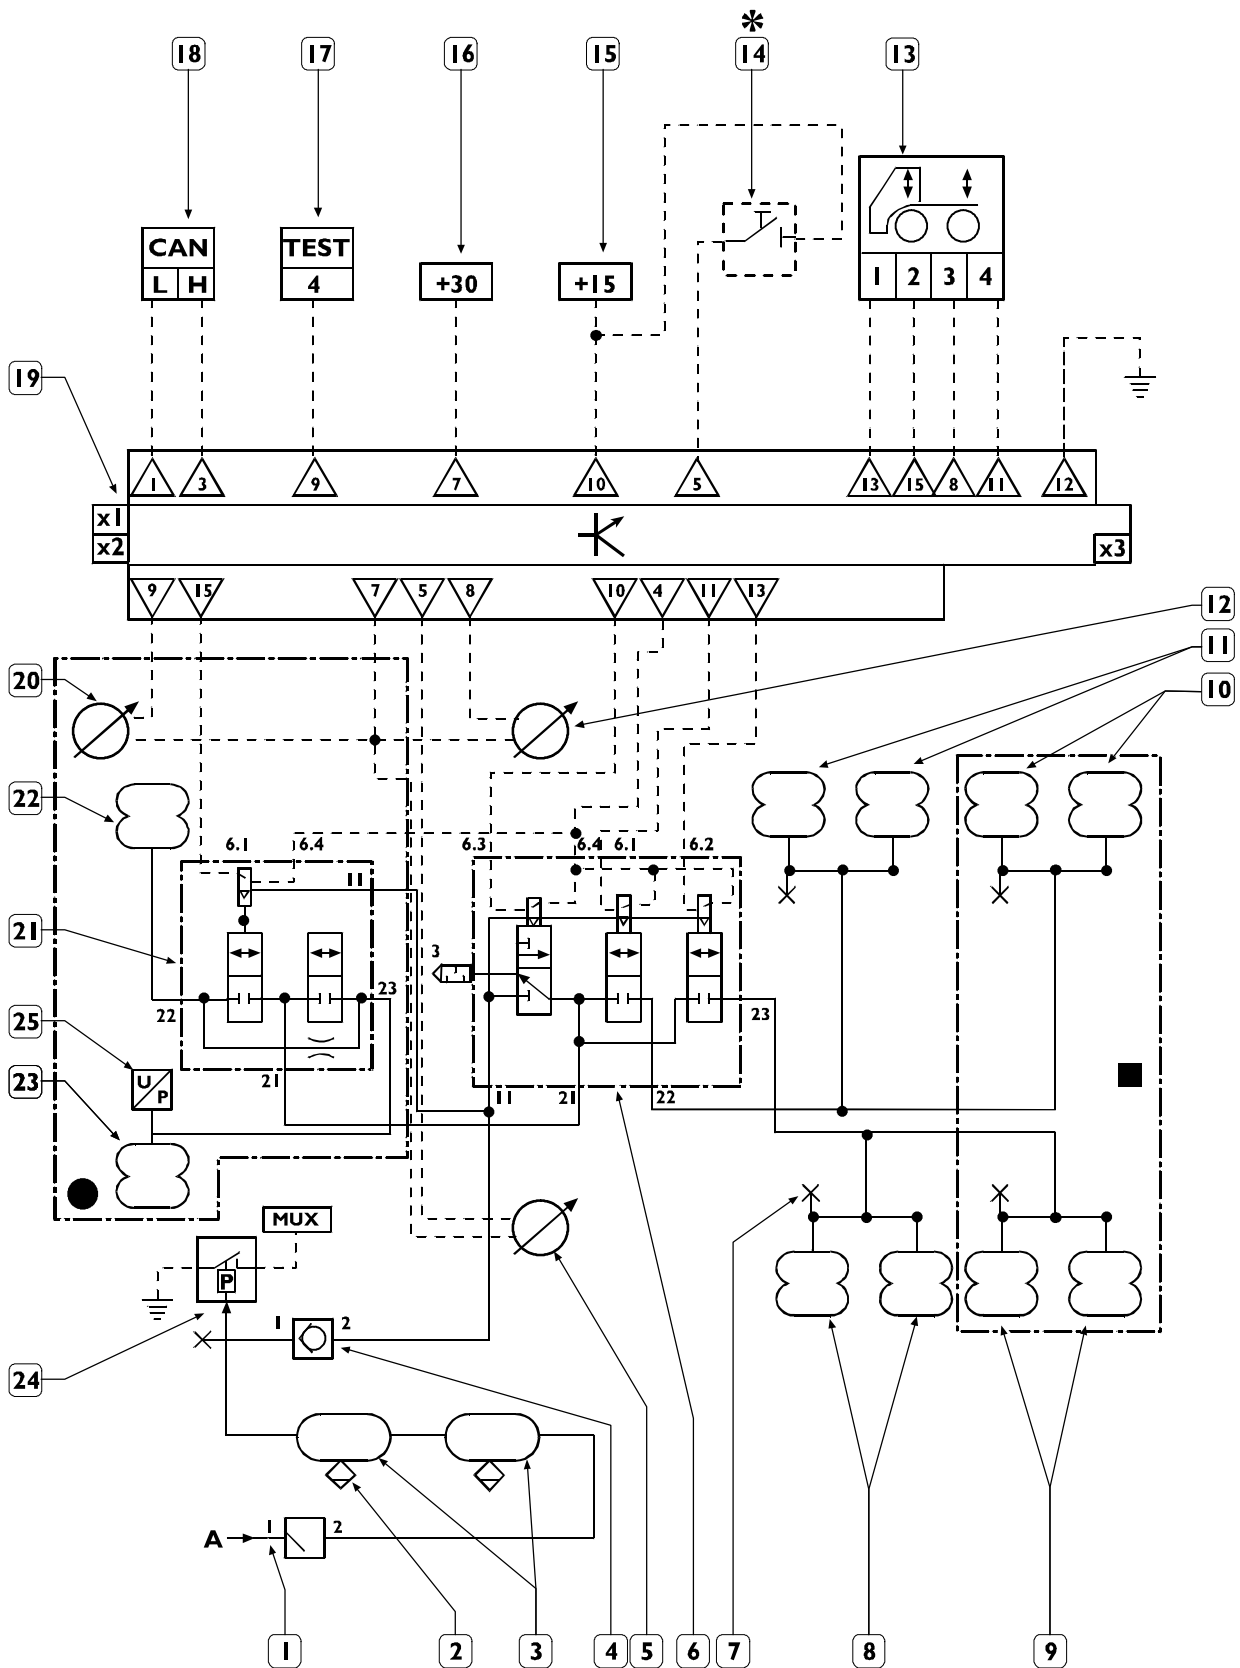 *
18 17 16 15 14 13
CAN
L H
TEST
4
+30
+15
1 2 3 4
19
1 3 9 7 10 5 13 15 8 11 12
x1
x2
x3
9 15 7 5 8 10 4 11 13
12
11
20
10
22
6.1 6.4 6.3 6.4 6.1 6.2
11
21
3
23
22
23
25
U
P
21
23
11 21 22
MUX
P
1 2
24
A
1 2
1 2 3 4 5 6 7 8 9